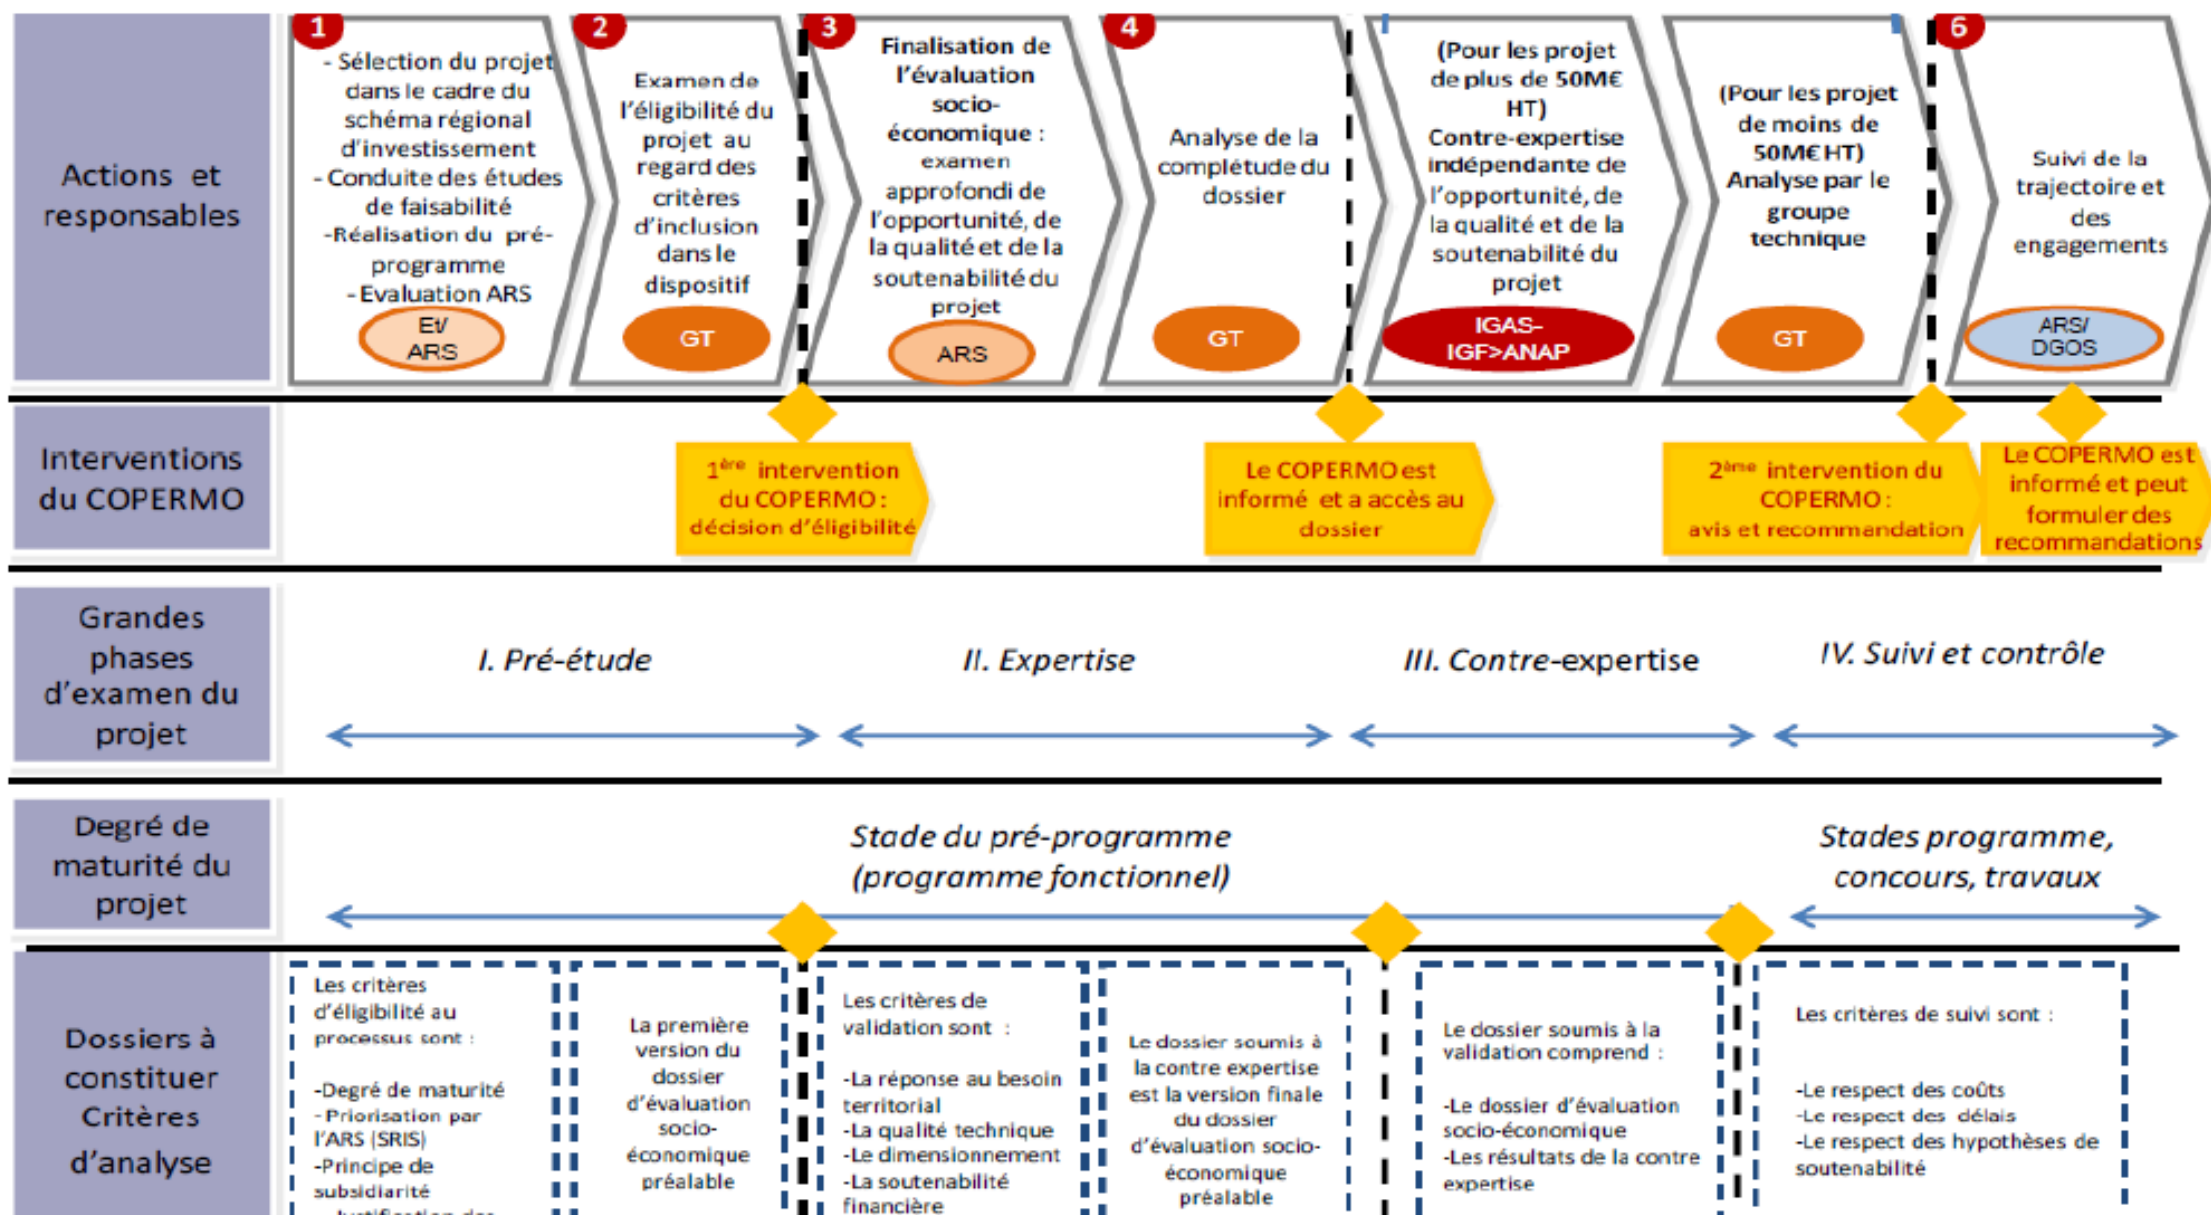 Actions et
responsables
1
- Sélection du projet
dans le cadre du
schéma régional
d'investissement
- Conduite des études
de faisabilité
-Réalisation du pré-
programme
- Evaluation ARS
Et/
ARS
2
Examen de
l'éligibilité du
projet au
regard des
critères
d'inclusion
dans le
dispositif
GT
3
Finalisation de
l'évaluation
socio-
économique :
examen
approfondi de
l'opportunité, de
la qualité et de la
soutenabilité du
projet
ARS
4
Analyse de la
complétude du
dossier
GT
(Pour les projet
de plus de 50M€
HT)
Contre-expertise
indépendante de
l'opportunité, de
la qualité et de la
soutenabilité du
projet
IGAS-
IGF>ANAP
(Pour les projet
de moins de
50M€ HT)
Analyse par le
groupe
technique
GT
6
Suivi de la
trajectoire et
des
engagements
ARS/
DGOS
Interventions
du COPERMO
1ère intervention
du COPERMO :
décision d'éligibilité
Le COPERMO est
informé et a accès au
dossier
2ème intervention du
COPERMO :
avis et recommandation
Le COPERMO est
informé et peut
formuler des
recommandations
Grandes
phases
d'examen du
projet
I. Pré-étude
II. Expertise
III. Contre-expertise
IV. Suivi et contrôle
Degré de
maturité du
projet
Stade du pré-programme
(programme fonctionnel)
Stades programme,
concours, travaux
Dossiers à
constituer
Critères
d'analyse
Les critères
d'éligibilité au
processus sont :
-Degré de maturité
- Priorisation par
l'ARS (SRIS)
-Principe de
subsidiarité
La première
version du
dossier
d'évaluation
socio-
économique
préalable
Les critères de
validation sont :
-La réponse au besoin
territorial
-La qualité technique
-Le dimensionnement
-La soutenabilité
financière
Le dossier soumis à
la contre expertise
est la version finale
du dossier
d'évaluation socio-
économique
préalable
Le dossier soumis à la
validation comprend :
-Le dossier d'évaluation
socio-économique
-Les résultats de la contre
expertise
Les critères de suivi sont :
-Le respect des coûts
-Le respect des délais
-Le respect des hypothèses de
soutenabilité